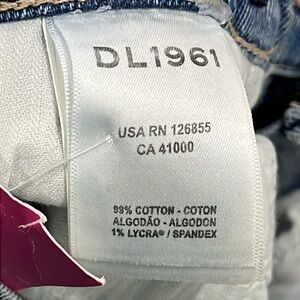 DL1961
USA RN 126855
CA 41000
99% COTTON - COTON
ALGODÃO - ALGODON
1% LYCRA® / SPANDEX